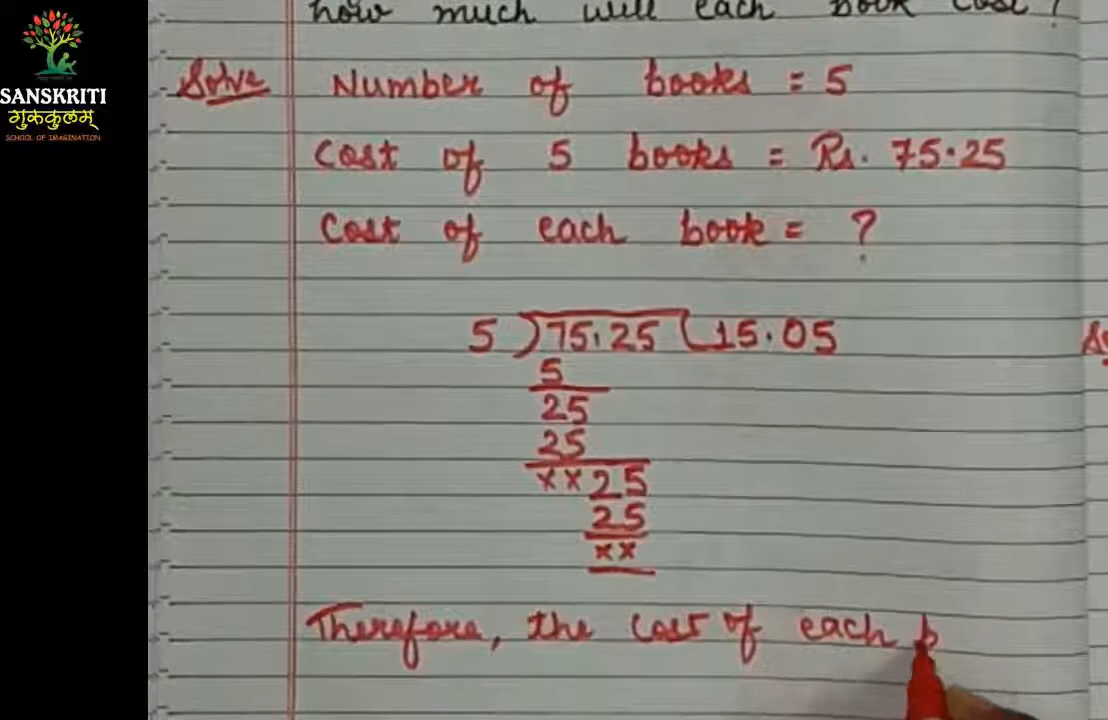 how much will each book cost?
SANSKRITI
गुरुकुलम्
SCHOOL OF IMAGINATION
Solve Number of books = 5
Cost of 5 books = Rs. 75.25
Cost of each book = ?
5 ) 75.25 ( 15.05
5
25
25
xx25
25
xx
Therefore, the cost of each b